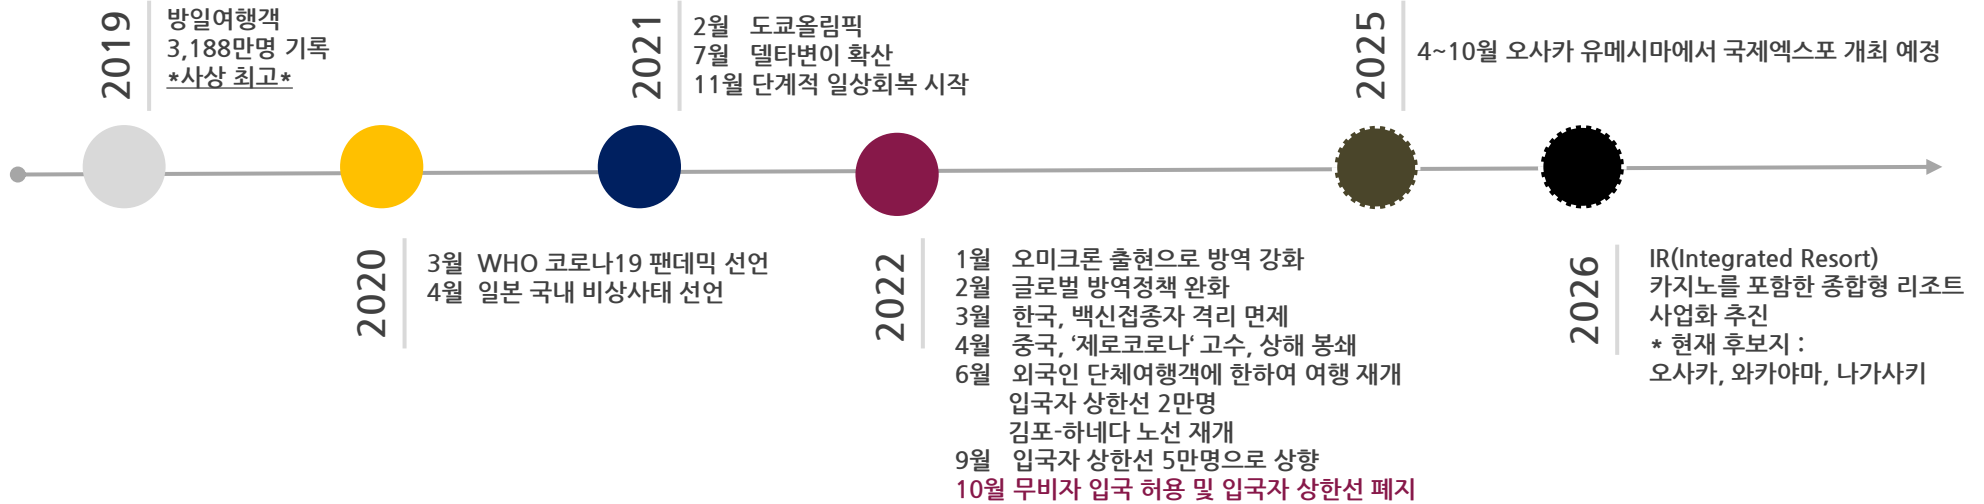 2019
방일여행객
3,188만명 기록
*사상 최고*
2020
3월 WHO 코로나19 팬데믹 선언
4월 일본 국내 비상사태 선언
2021
2월 도쿄올림픽
7월 델타변이 확산
11월 단계적 일상회복 시작
2022
1월 오미크론 출현으로 방역 강화
2월 글로벌 방역정책 완화
3월 한국, 백신접종자 격리 면제
4월 중국, ‘제로코로나‘ 고수, 상해 봉쇄
6월 외국인 단체여행객에 한하여 여행 재개
입국자 상한선 2만명
김포-하네다 노선 재개
9월 입국자 상한선 5만명으로 상향
10월 무비자 입국 허용 및 입국자 상한선 폐지
2025
4~10월 오사카 유메시마에서 국제엑스포 개최 예정
2026
IR(Integrated Resort)
카지노를 포함한 종합형 리조트
사업화 추진
* 현재 후보지 :
오사카, 와카야마, 나가사키